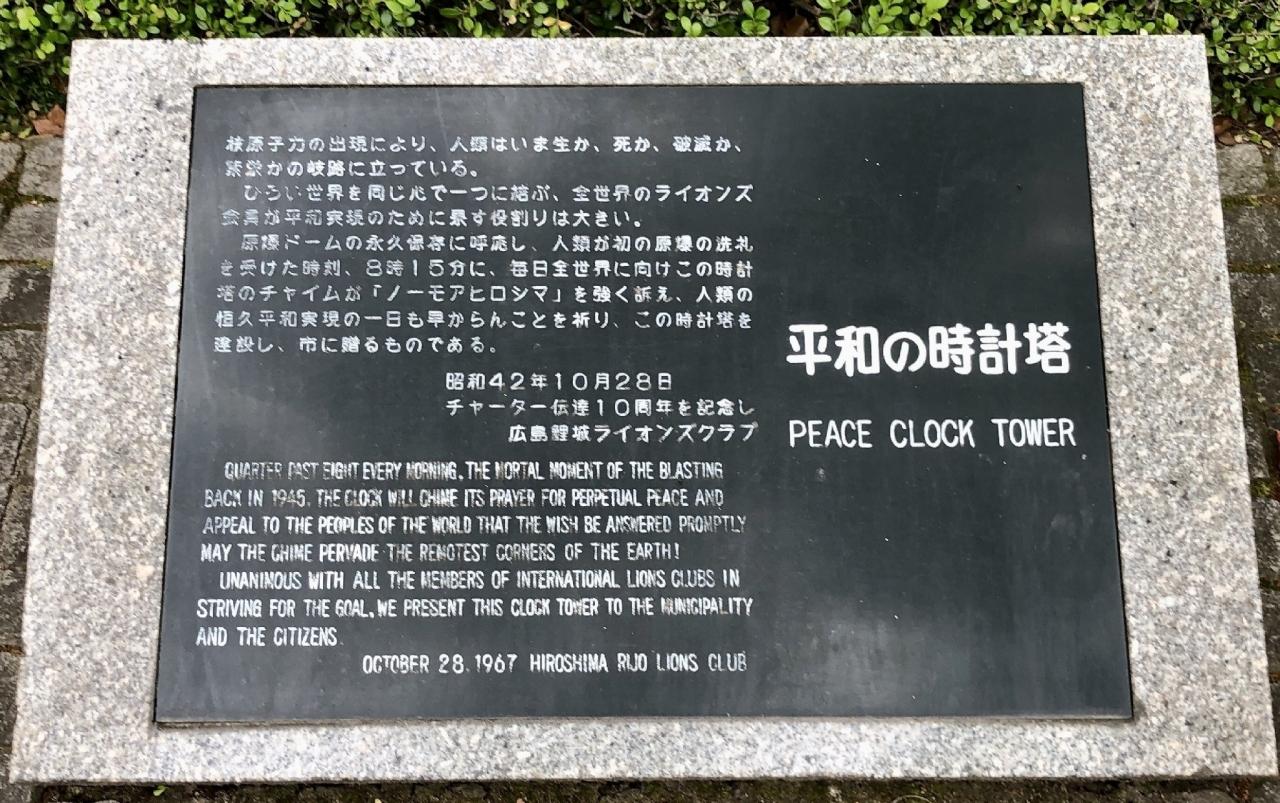 核原子力の出現により、人類はいま生か、死か、破滅か、
繁栄かの岐路に立っている。
ひろい世界を同じ心で一つに結ぶ、全世界のライオンズ
会員が平和実現のために果す役割りは大きい。
原爆ドームの永久保存に呼応し、人類が初の原爆の洗礼
を受けた時刻、8時15分に、毎日全世界に向けこの時計
塔のチャイムが「ノーモアヒロシマ」を強く訴え、人類の
恒久平和実現の一日も早からんことを祈り、この時計塔を
建設し、市に贈るものである。
昭和42年10月28日
チャーター伝達10周年を記念し
広島鯉城ライオンズクラブ
QUARTER PAST EIGHT EVERY MORNING, THE MORTAL MOMENT OF THE BLASTING
BACK IN 1945, THE CLOCK WILL CHIME ITS PRAYER FOR PERPETUAL PEACE AND
APPEAL TO THE PEOPLES OF THE WORLD THAT THE WISH BE ANSWERED PROMPTLY
MAY THE CHIME PERVADE THE REMOTEST CORNERS OF THE EARTH!
UNANIMOUS WITH ALL THE MEMBERS OF INTERNATIONAL LIONS CLUBS IN
STRIVING FOR THE GOAL, WE PRESENT THIS CLOCK TOWER TO THE MUNICIPALITY
AND THE CITIZENS
OCTOBER 28, 1967 HIROSHIMA RIJO LIONS CLUB
平和の時計塔
PEACE CLOCK TOWER